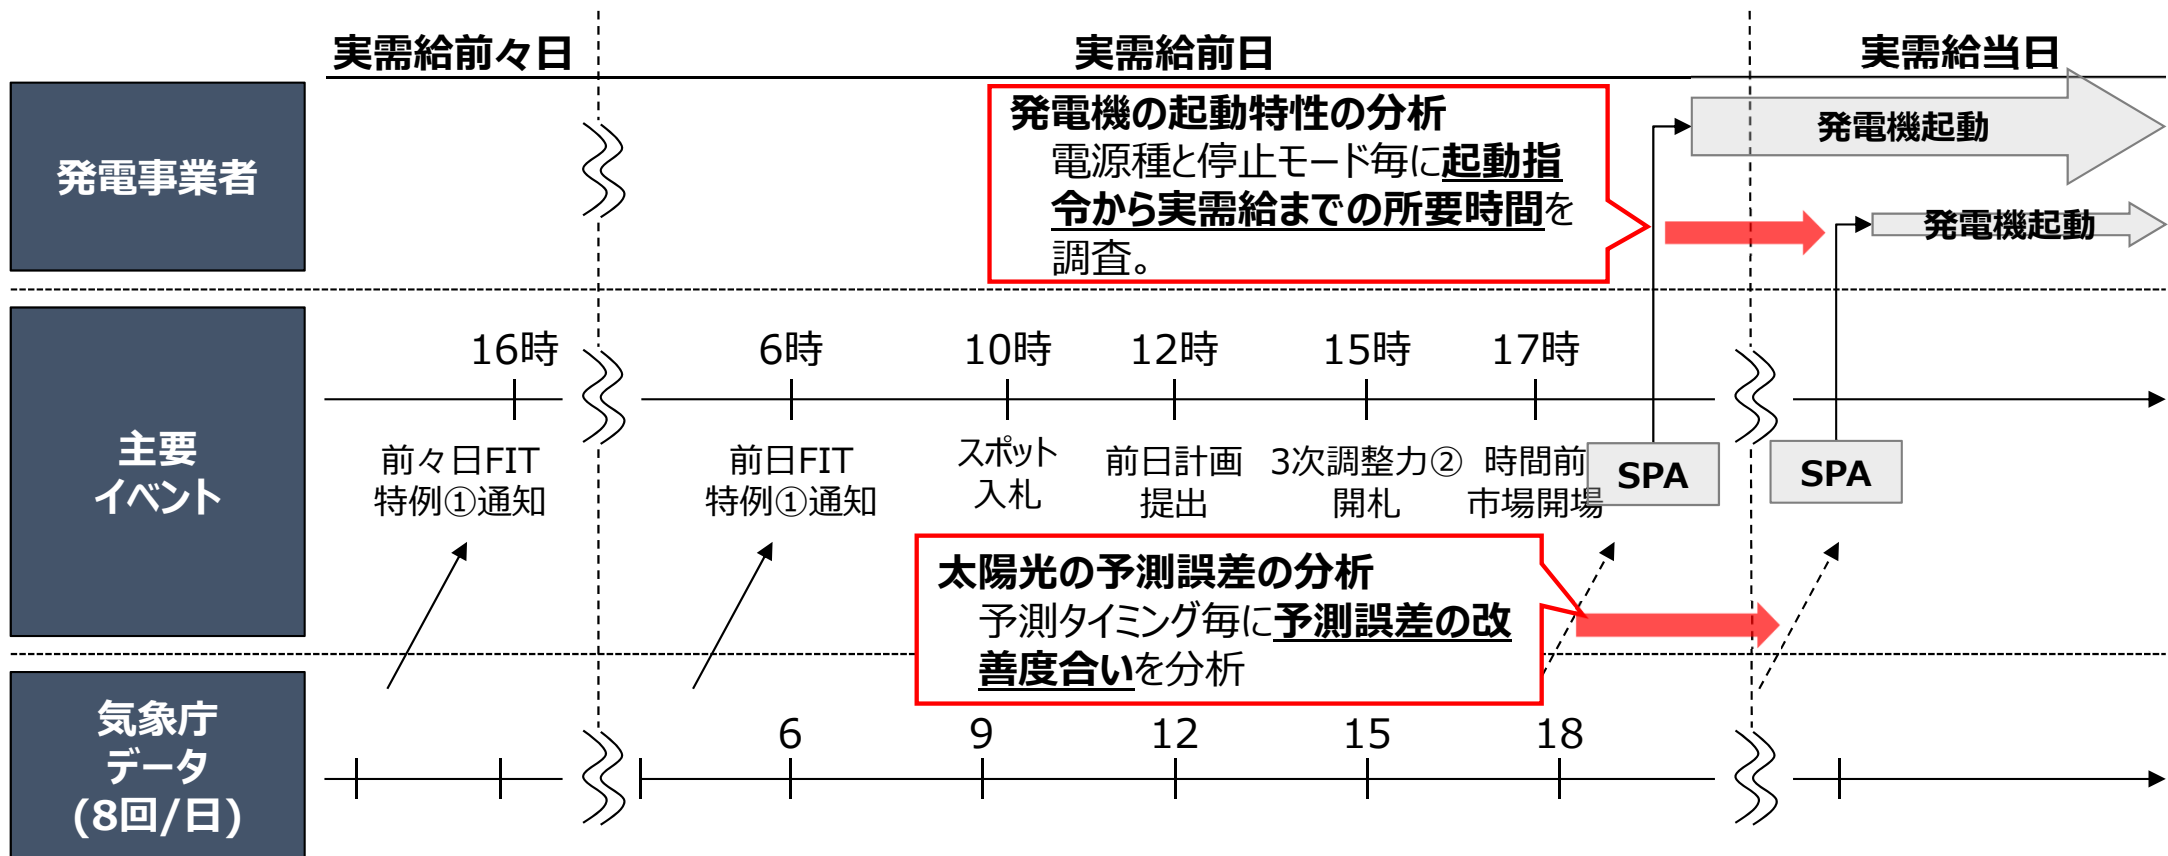 実需給前々日
実需給前日
実需給当日
発電事業者
発電機の起動特性の分析
電源種と停止モード毎に起動指
令から実需給までの所要時間を
調査。
発電機起動
発電機起動
主要
イベント
16時
6時
10時
12時
15時
17時
前々日FIT
特例①通知
前日FIT
特例①通知
スポット
入札
前日計画
提出
3次調整力②
開札
時間前
市場開場
SPA
SPA
太陽光の予測誤差の分析
予測タイミング毎に予測誤差の改
善度合いを分析
気象庁
データ
(8回/日)
6
9
12
15
18